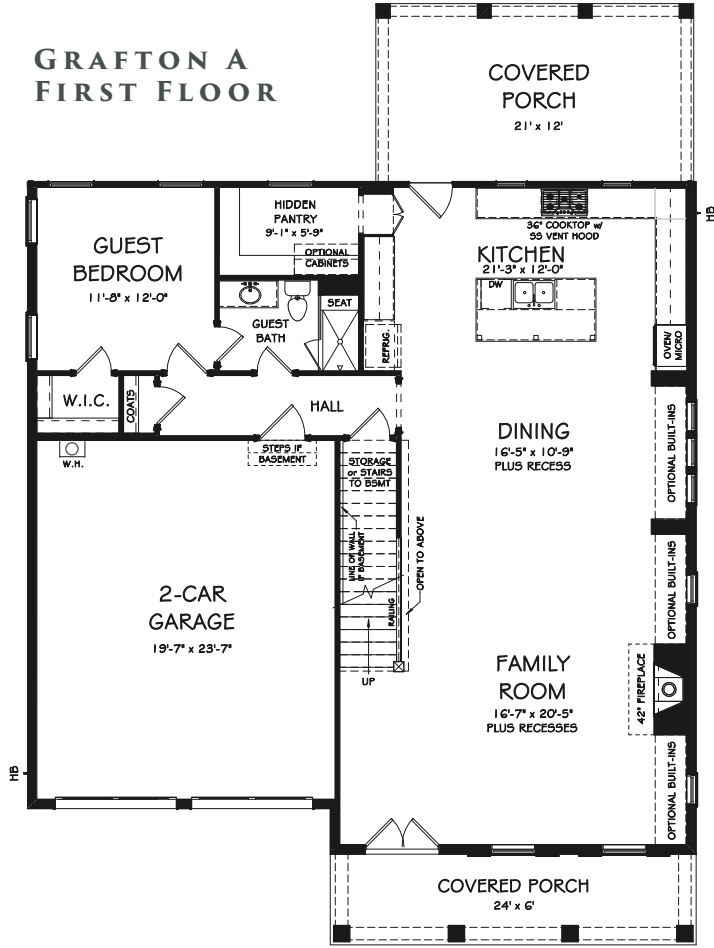 GRAFTON A
FIRST FLOOR
COVERED
PORCH
21' x 12'
HB
HIDDEN
PANTRY
9'-1" x 5'-9"
OPTIONAL
CABINETS
36" COOKTOP w/
SS VENT HOOD
KITCHEN
21'-3" x 12'-0"
DW
GUEST
BEDROOM
11'-8" x 12'-0"
GUEST
BATH
SEAT
REFRIG.
OVEN/
MICRO
W.I.C.
COATS
HALL
DINING
16'-5" x 10'-9"
PLUS RECESS
OPTIONAL BUILT-INS
W.H.
STEPS IF
BASEMENT
STORAGE
or STAIRS
TO BSMT
LINE OF WALL
IF BASEMENT
OPEN TO ABOVE
RAILING
UP
2-CAR
GARAGE
19'-7" x 23'-7"
OPTIONAL BUILT-INS
FAMILY
ROOM
16'-7" x 20'-5"
PLUS RECESSES
42" FIREPLACE
OPTIONAL BUILT-INS
HB
COVERED PORCH
24' x 6'